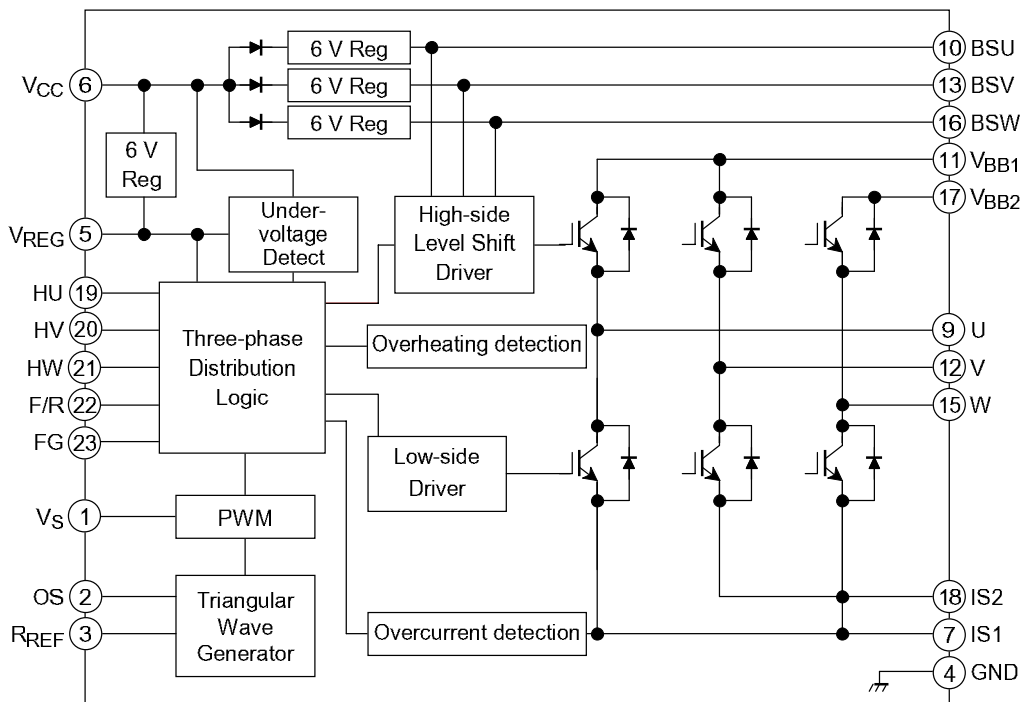 6 V Reg
10 BSU
VCC 6
6 V Reg
13 BSV
6 V Reg
16 BSW
6 V
Reg
11 VBB1
17 VBB2
VREG 5
Under-
voltage
Detect
High-side
Level Shift
Driver
HU 19
HV 20
HW 21
F/R 22
FG 23
Three-phase
Distribution
Logic
Overheating detection
9 U
12 V
15 W
Low-side
Driver
VS 1
PWM
OS 2
RREF 3
Triangular
Wave
Generator
Overcurrent detection
18 IS2
7 IS1
4 GND